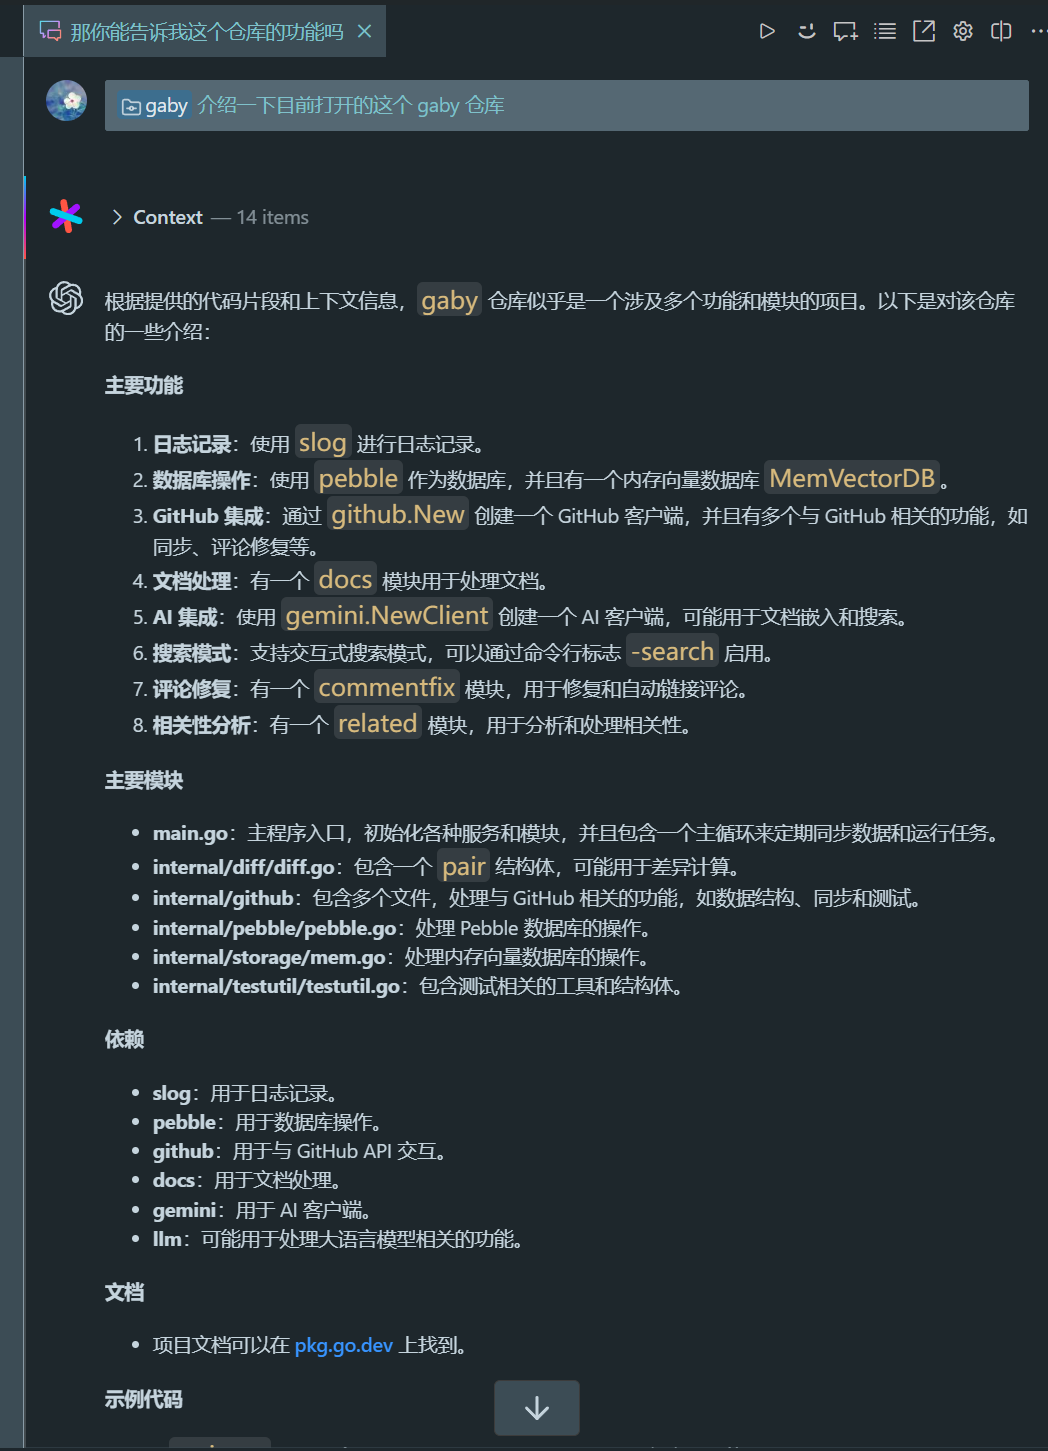 那你能告诉我这个仓库的功能吗
gaby 介绍一下目前打开的这个 gaby 仓库
Context — 14 items
根据提供的代码片段和上下文信息，gaby 仓库似乎是一个涉及多个功能和模块的项目。以下是对该仓库
的一些介绍：
主要功能
1. 日志记录：使用 slog 进行日志记录。
2. 数据库操作：使用 pebble 作为数据库，并且有一个内存向量数据库 MemVectorDB。
3. GitHub 集成：通过 github.New 创建一个 GitHub 客户端，并且有多个与 GitHub 相关的功能，如
同步、评论修复等。
4. 文档处理：有一个 docs 模块用于处理文档。
5. AI 集成：使用 gemini.NewClient 创建一个 AI 客户端，可能用于文档嵌入和搜索。
6. 搜索模式：支持交互式搜索模式，可以通过命令行标志 -search 启用。
7. 评论修复：有一个 commentfix 模块，用于修复和自动链接评论。
8. 相关性分析：有一个 related 模块，用于分析和处理相关性。
主要模块
• main.go：主程序入口，初始化各种服务和模块，并且包含一个主循环来定期同步数据和运行任务。
• internal/diff/diff.go：包含一个 pair 结构体，可能用于差异计算。
• internal/github：包含多个文件，处理与 GitHub 相关的功能，如数据结构、同步和测试。
• internal/pebble/pebble.go：处理 Pebble 数据库的操作。
• internal/storage/mem.go：处理内存向量数据库的操作。
• internal/testutil/testutil.go：包含测试相关的工具和结构体。
依赖
• slog：用于日志记录。
• pebble：用于数据库操作。
• github：用于与 GitHub API 交互。
• docs：用于文档处理。
• gemini：用于 AI 客户端。
• llm：可能用于处理大语言模型相关的功能。
文档
• 项目文档可以在 pkg.go.dev 上找到。
示例代码